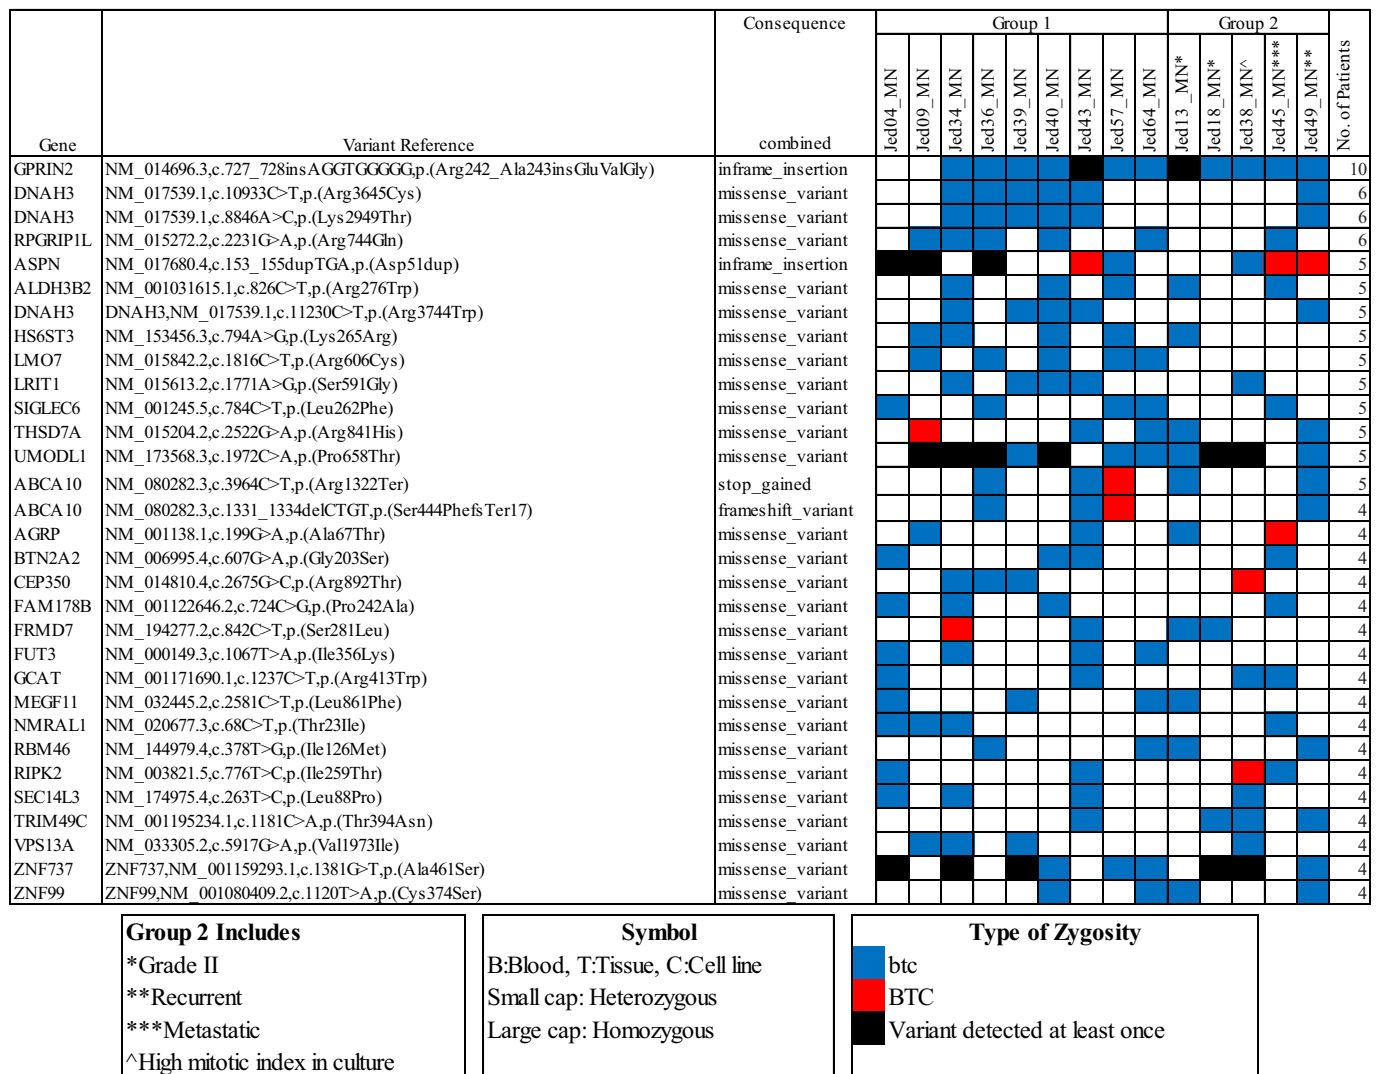 Consequence Group 1 Group 2
Gene Variant Reference combined Jed04_MN Jed09_MN Jed34_MN Jed36_MN Jed39_MN Jed40_MN Jed43_MN Jed57_MN Jed64_MN Jed13 _MN* Jed18_MN* Jed38_MN^ Jed45_MN*** Jed49_MN** No. of Patients
GPRIN2 NM_014696.3,c.727_728insAGGTGGGGG,p.(Arg242_Ala243insGluValGly) inframe_insertion 10
DNAH3 NM_017539.1,c.10933C>T,p.(Arg3645Cys) missense_variant 6
DNAH3 NM_017539.1,c.8846A>C,p.(Lys2949Thr) missense_variant 6
RPGRIP1L NM_015272.2,c.2231G>A,p.(Arg744Gln) missense_variant 6
ASPN NM_017680.4,c.153_155dupTGA,p.(Asp51dup) inframe_insertion 5
ALDH3B2 NM_001031615.1,c.826C>T,p.(Arg276Trp) missense_variant 5
DNAH3 DNAH3,NM_017539.1,c.11230C>T,p.(Arg3744Trp) missense_variant 5
HS6ST3 NM_153456.3,c.794A>G,p.(Lys265Arg) missense_variant 5
LMO7 NM_015842.2,c.1816C>T,p.(Arg606Cys) missense_variant 5
LRIT1 NM_015613.2,c.1771A>G,p.(Ser591Gly) missense_variant 5
SIGLEC6 NM_001245.5,c.784C>T,p.(Leu262Phe) missense_variant 5
THSD7A NM_015204.2,c.2522G>A,p.(Arg841His) missense_variant 5
UMODL1 NM_173568.3,c.1972C>A,p.(Pro658Thr) missense_variant 5
ABCA10 NM_080282.3,c.3964C>T,p.(Arg1322Ter) stop_gained 5
ABCA10 NM_080282.3,c.1331_1334delCTGT,p.(Ser444PhefsTer17) frameshift_variant 4
AGRP NM_001138.1,c.199G>A,p.(Ala67Thr) missense_variant 4
BTN2A2 NM_006995.4,c.607G>A,p.(Gly203Ser) missense_variant 4
CEP350 NM_014810.4,c.2675G>C,p.(Arg892Thr) missense_variant 4
FAM178B NM_001122646.2,c.724C>G,p.(Pro242Ala) missense_variant 4
FRMD7 NM_194277.2,c.842C>T,p.(Ser281Leu) missense_variant 4
FUT3 NM_000149.3,c.1067T>A,p.(Ile356Lys) missense_variant 4
GCAT NM_001171690.1,c.1237C>T,p.(Arg413Trp) missense_variant 4
MEGF11 NM_032445.2,c.2581C>T,p.(Leu861Phe) missense_variant 4
NMRAL1 NM_020677.3,c.68C>T,p.(Thr23Ile) missense_variant 4
RBM46 NM_144979.4,c.378T>G,p.(Ile126Met) missense_variant 4
RIPK2 NM_003821.5,c.776T>C,p.(Ile259Thr) missense_variant 4
SEC14L3 NM_174975.4,c.263T>C,p.(Leu88Pro) missense_variant 4
TRIM49C NM_001195234.1,c.1181C>A,p.(Thr394Asn) missense_variant 4
VPS13A NM_033305.2,c.5917G>A,p.(Val1973Ile) missense_variant 4
ZNF737 ZNF737,NM_001159293.1,c.1381G>T,p.(Ala461Ser) missense_variant 4
ZNF99 ZNF99,NM_001080409.2,c.1120T>A,p.(Cys374Ser) missense_variant 4
Group 2 Includes
*Grade II
**Recurrent
***Metastatic
^High mitotic index in culture
Symbol
B:Blood, T:Tissue, C:Cell line
Small cap: Heterozygous
Large cap: Homozygous
Type of Zygosity
btc
BTC
Variant detected at least once